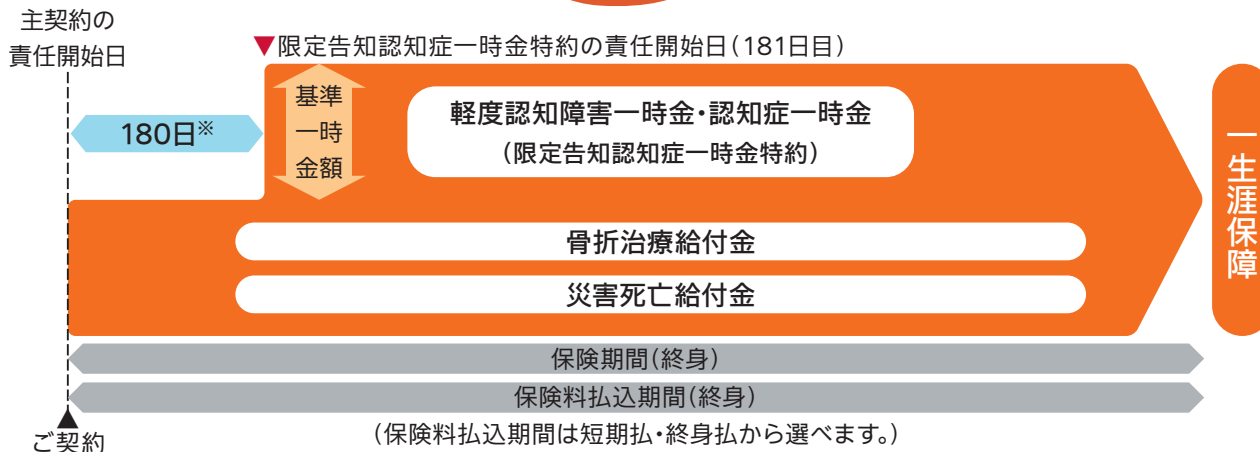 主契約の
責任開始日
▼限定告知認知症一時金特約の責任開始日(181日目)
180日※
基準
一時
金額
軽度認知障害一時金・認知症一時金
(限定告知認知症一時金特約)
一生涯保障
骨折治療給付金
災害死亡給付金
保険期間(終身)
保険料払込期間(終身)
ご契約
(保険料払込期間は短期払・終身払から選べます。)